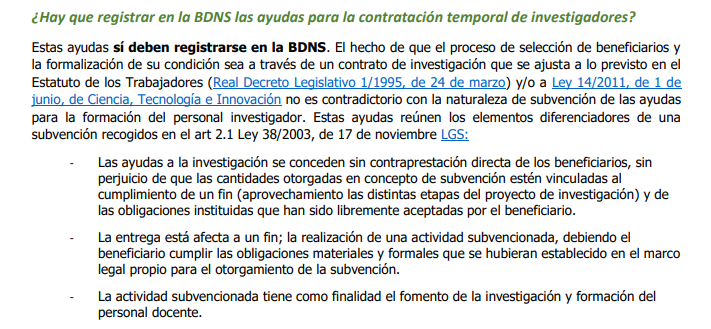 ¿Hay que registrar en la BDNS las ayudas para la contratación temporal de investigadores?
Estas ayudas sí deben registrarse en la BDNS. El hecho de que el proceso de selección de beneficiarios y
la formalización de su condición sea a través de un contrato de investigación que se ajusta a lo previsto en el
Estatuto de los Trabajadores (Real Decreto Legislativo 1/1995, de 24 de marzo) y/o a Ley 14/2011, de 1 de
junio, de Ciencia, Tecnología e Innovación no es contradictorio con la naturaleza de subvención de las ayudas
para la formación del personal investigador. Estas ayudas reúnen los elementos diferenciadores de una
subvención recogidos en el art 2.1 Ley 38/2003, de 17 de noviembre LGS:
- Las ayudas a la investigación se conceden sin contraprestación directa de los beneficiarios, sin
perjuicio de que las cantidades otorgadas en concepto de subvención estén vinculadas al
cumplimiento de un fin (aprovechamiento las distintas etapas del proyecto de investigación) y de
las obligaciones instituidas que han sido libremente aceptadas por el beneficiario.
- La entrega está afecta a un fin; la realización de una actividad subvencionada, debiendo el
beneficiario cumplir las obligaciones materiales y formales que se hubieran establecido en el marco
legal propio para el otorgamiento de la subvención.
- La actividad subvencionada tiene como finalidad el fomento de la investigación y formación del
personal docente.